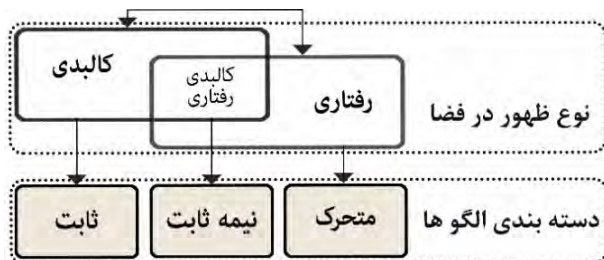 کالبدی
کالبدی
رفتاری
رفتاری
نوع ظهور در فضا
دسته بندی الگو ها
متحرک
نیمه ثابت
ثابت